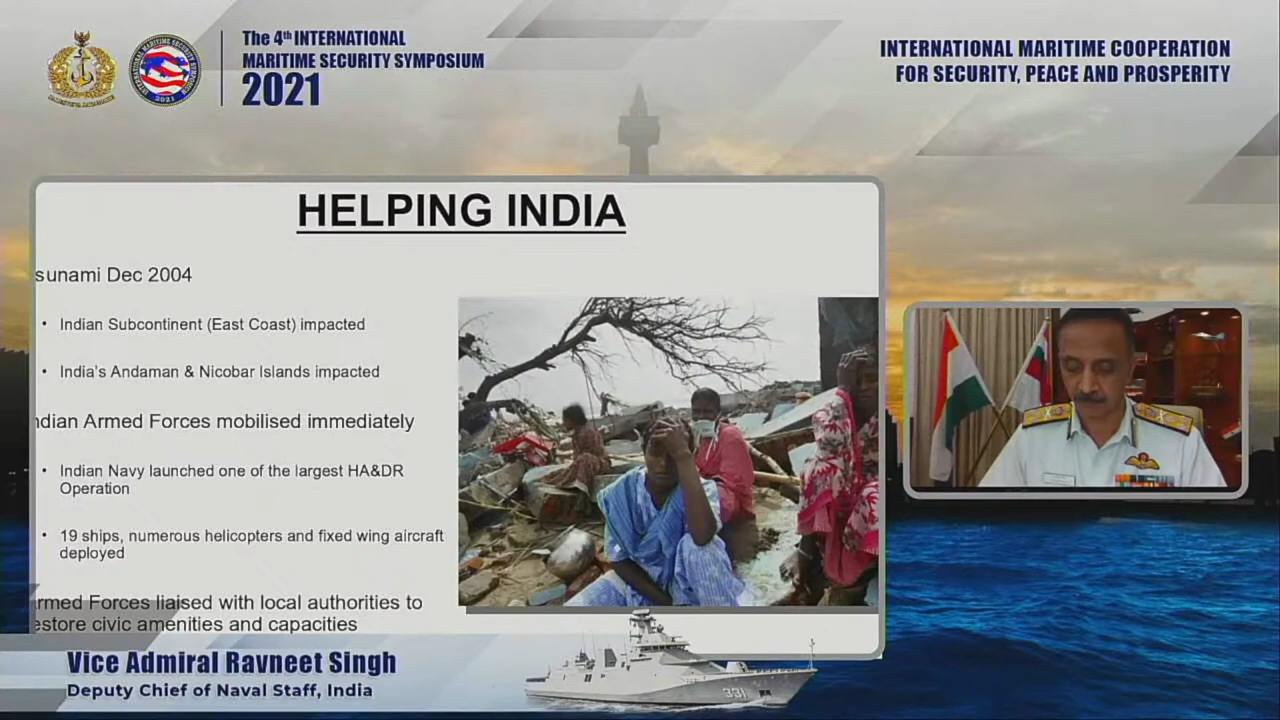 The 4th INTERNATIONAL
MARITIME SECURITY SYMPOSIUM
2021
INTERNATIONAL MARITIME COOPERATION
FOR SECURITY, PEACE AND PROSPERITY
HELPING INDIA
sunami Dec 2004
• Indian Subcontinent (East Coast) impacted
• India's Andaman & Nicobar Islands impacted
ndian Armed Forces mobilised immediately
• Indian Navy launched one of the largest HA&DR
Operation
• 19 ships, numerous helicopters and fixed wing aircraft
deployed
rmed Forces liaised with local authorities to
estore civic amenities and capacities
Vice Admiral Ravneet Singh
Deputy Chief of Naval Staff, India
331